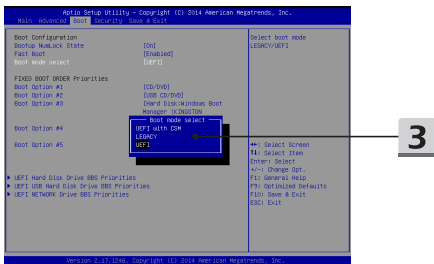 Aptio Setup Utility - Copyright (C) 2014 American Megatrends, Inc.
Main Advanced Boot Security Save & Exit
Boot Configuration
Bootup NumLock State [On]
Fast Boot [Enabled]
Boot mode select [UEFI]
FIXED BOOT ORDER Priorities
Boot Option #1 [CD/DVD]
Boot Option #2 [USB CD/DVD]
Boot Option #3 [Hard Disk:Windows Boot
Manager (KINGSTON
Boot mode select
UEFI with CSM
LEGACY
UEFI
Boot Option #4
Boot Option #5
UEFI Hard Disk Drive BBS Priorities
UEFI USB Hard Disk Drive BBS Priorities
UEFI NETWORK Drive BBS Priorities
Select boot mode
LEGACY/UEFI
→←: Select Screen
↑↓: Select Item
Enter: Select
+/-: Change Opt.
F1: General Help
F9: Optimized Defaults
F10: Save & Exit
ESC: Exit
Version 2.17.1246. Copyright (C) 2014 American Megatrends, Inc.
3